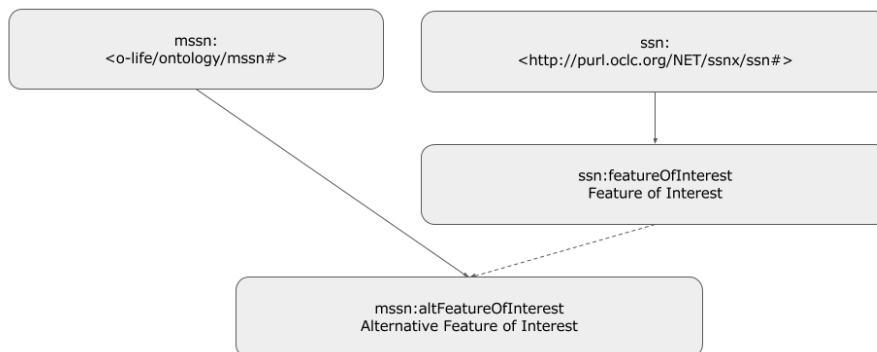 mssn:
<o-life/ontology/mssn#>
ssn:
<http://purl.oclc.org/NET/ssnx/ssn#>
ssn:featureOfInterest
Feature of Interest
mssn:altFeatureOfInterest
Alternative Feature of Interest